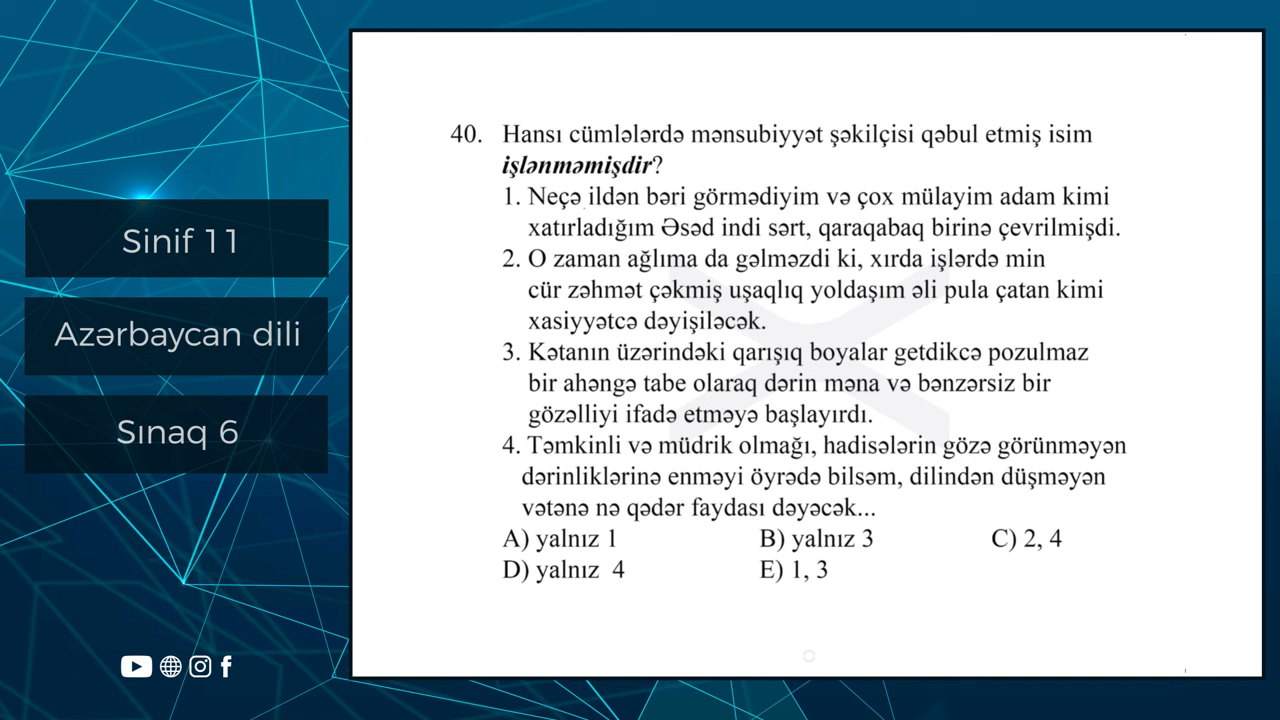 Sinif 11
Azərbaycan dili
Sınaq 6
40. Hansı cümlələrdə mənsubiyyət şəkilçisi qəbul etmiş isim
işlənməmişdir?
1. Neçə ildən bəri görmədiyim və çox mülayim adam kimi
xatırladığım Əsəd indi sərt, qaraqabaq birinə çevrilmişdi.
2. O zaman ağlıma da gəlməzdi ki, xırda işlərdə min
cür zəhmət çəkmiş uşaqlıq yoldaşım əli pula çatan kimi
xasiyyətcə dəyişiləcək.
3. Kətanın üzərindəki qarışıq boyalar getdikcə pozulmaz
bir ahəngə tabe olaraq dərin məna və bənzərsiz bir
gözəlliyi ifadə etməyə başlayırdı.
4. Təmkinli və müdrik olmağı, hadisələrin gözə görünməyən
dərinliklərinə enməyi öyrədə bilsəm, dilindən düşməyən
vətənə nə qədər faydası dəyəcək...
A) yalnız 1 B) yalnız 3 C) 2, 4
D) yalnız 4 E) 1, 3